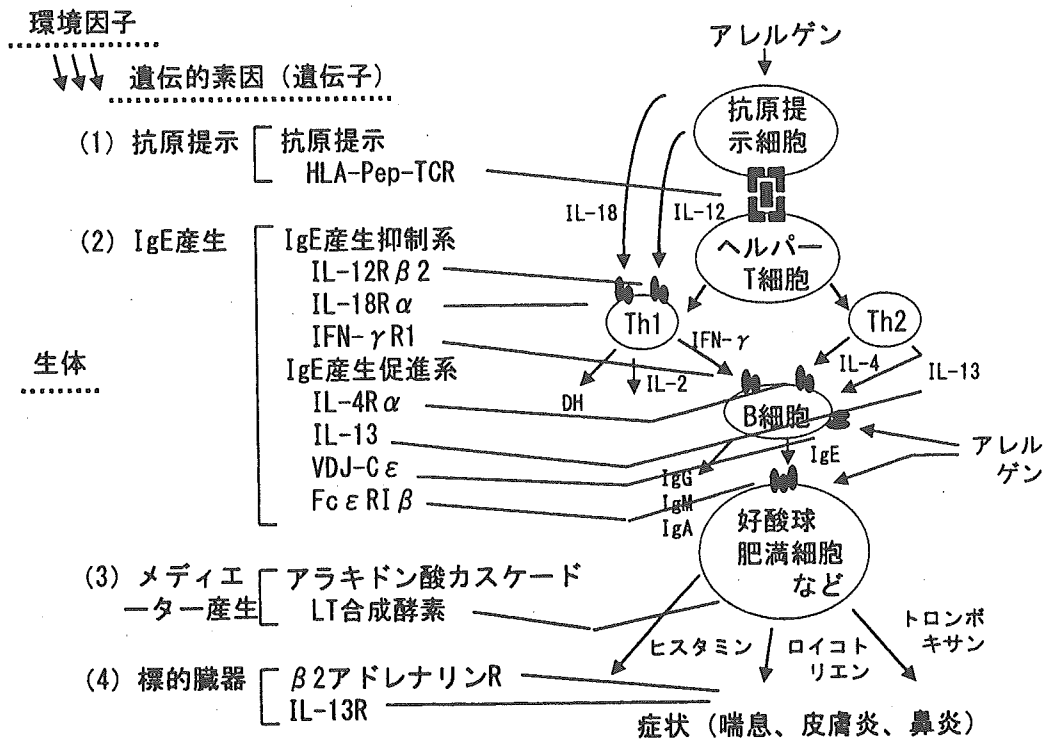 環境因子
遺伝的素因（遺伝子）
(1) 抗原提示
抗原提示
HLA-Pep-TCR
(2) IgE産生
IgE産生抑制系
IL-12Rβ2
IL-18Rα
IFN-γR1
IgE産生促進系
IL-4Rα
IL-13
VDJ-Cε
FcεRIβ
生体
(3) メディエ
ーター産生
アラキドン酸カスケード
LT合成酵素
(4) 標的臓器
β2アドレナリンR
IL-13R
アレルゲン
抗原提
示細胞
IL-18
IL-12
ヘルパー
T細胞
Th1
Th2
IFN-γ
IL-4
IL-13
IL-2
DH
B細胞
IgE
アレル
ゲン
IgG
IgM
IgA
好酸球
肥満細胞
など
ヒスタミン
ロイコト
リエン
トロンボ
キサン
症状（喘息、皮膚炎、鼻炎）